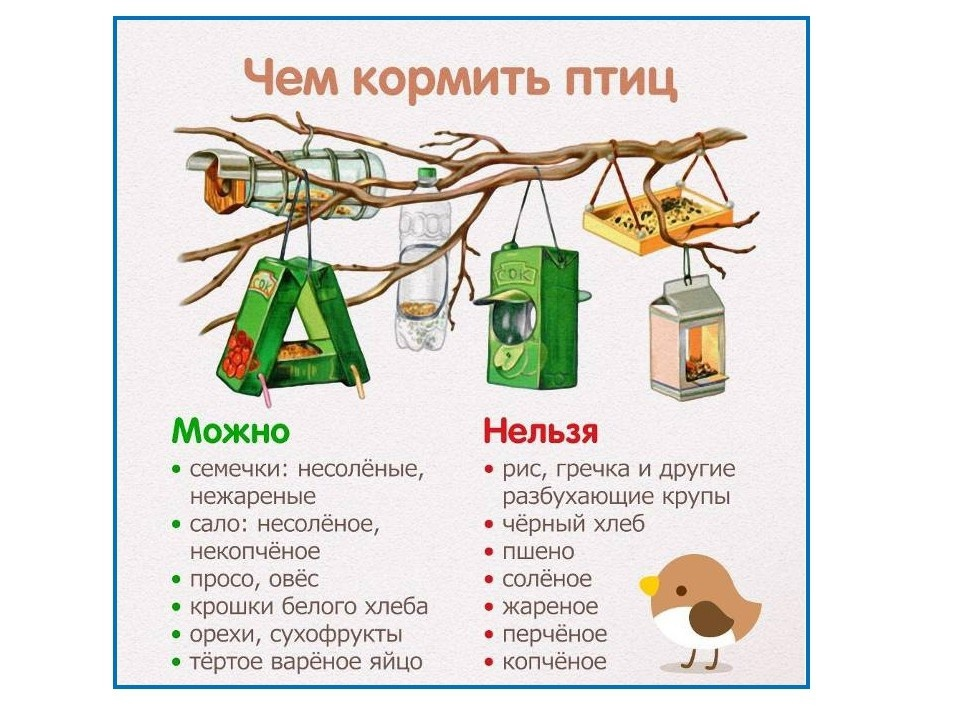 Чем кормить птиц
СОК
СОК
Можно
• семечки: несолёные,
нежареные
• сало: несолёное,
некопчёное
• просо, овёс
• крошки белого хлеба
• орехи, сухофрукты
• тёртое варёное яйцо
Нельзя
• рис, гречка и другие
разбухающие крупы
• чёрный хлеб
• пшено
• солёное
• жареное
• перчёное
• копчёное